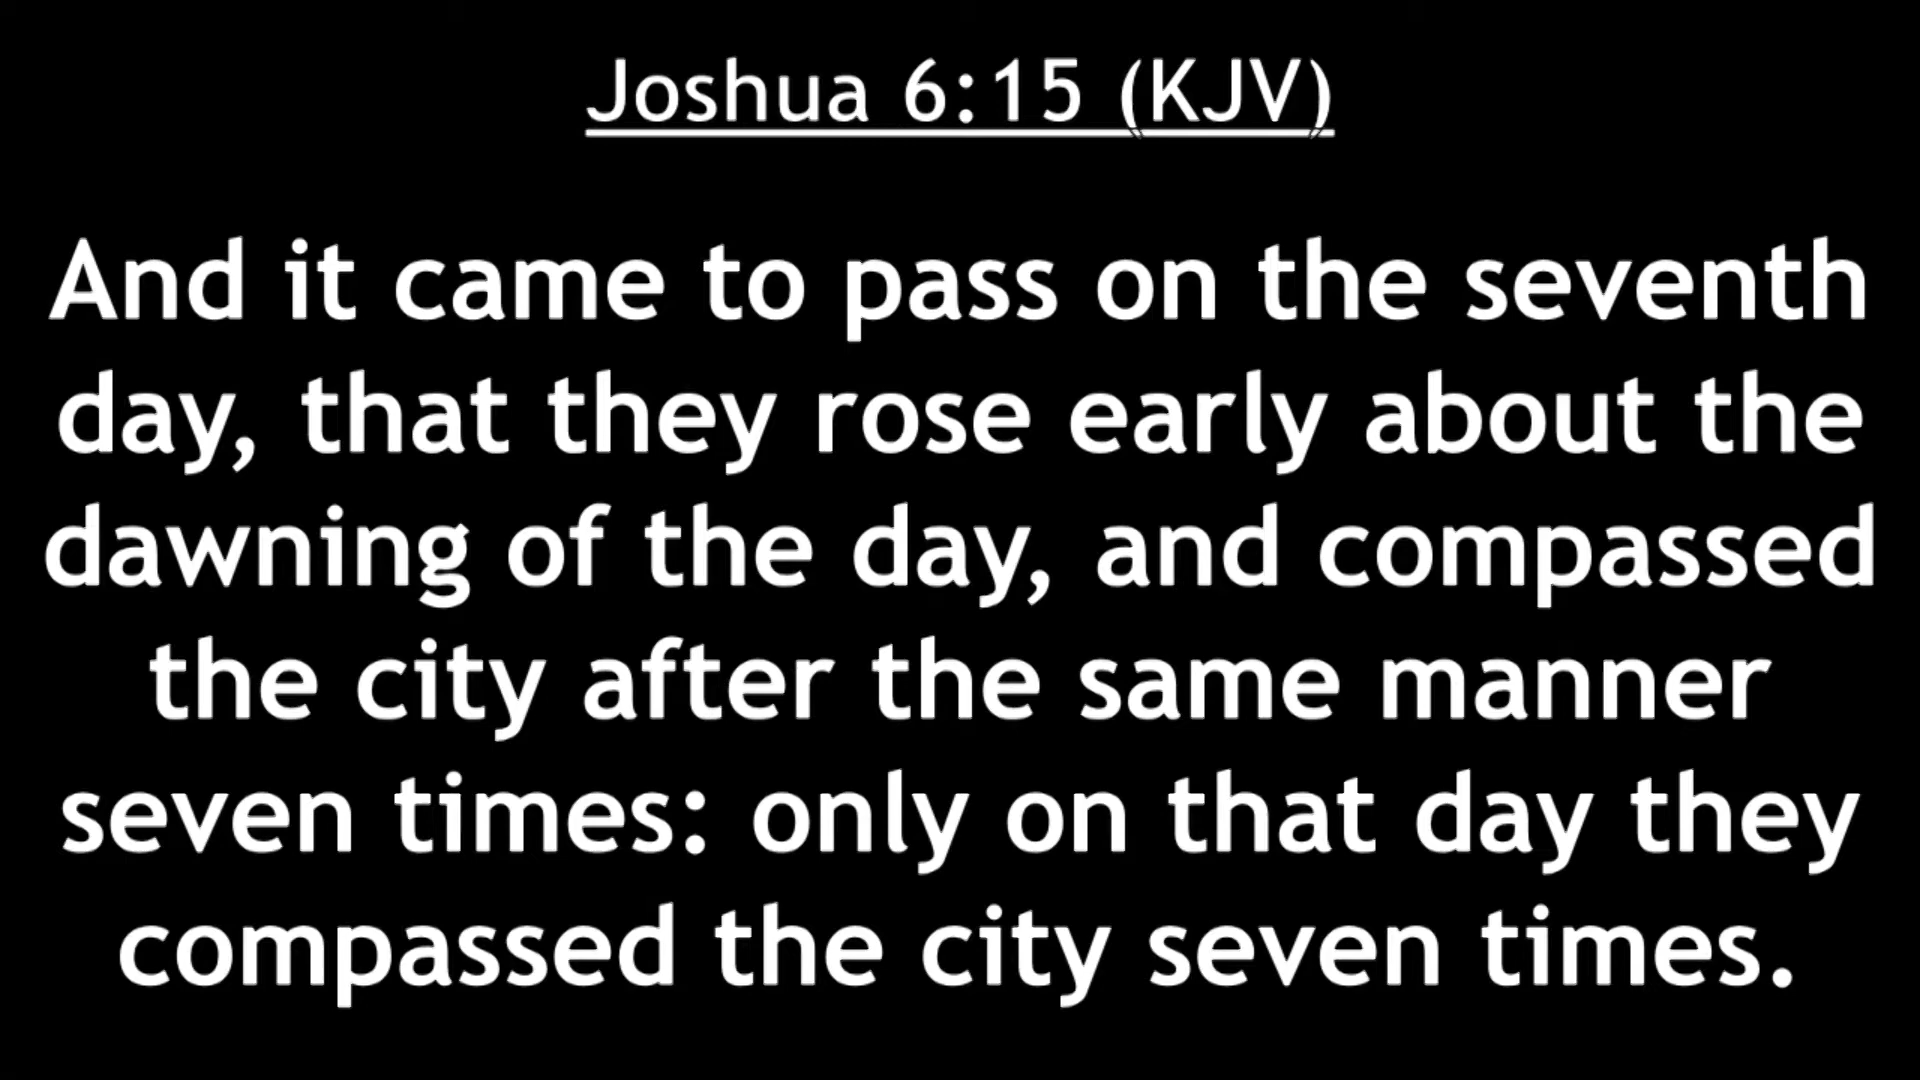 Joshua 6:15 (KJV)
And it came to pass on the seventh
day, that they rose early about the
dawning of the day, and compassed
the city after the same manner
seven times: only on that day they
compassed the city seven times.